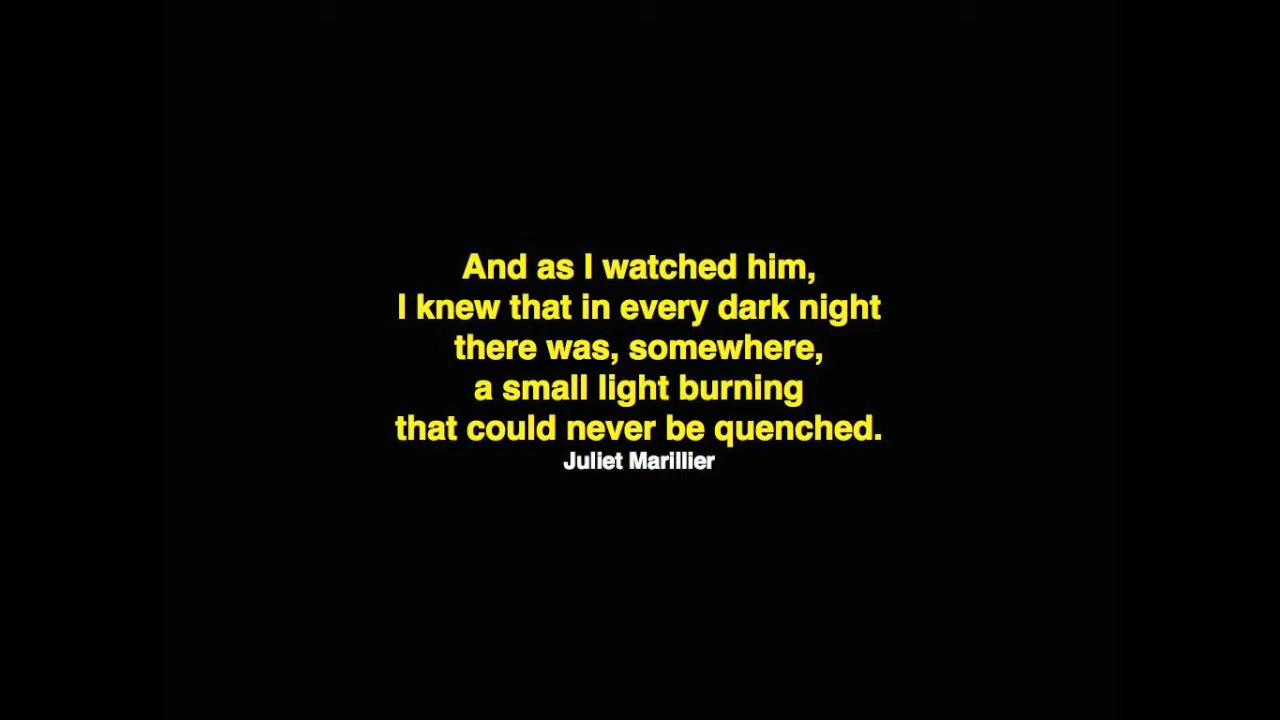 And as I watched him,
I knew that in every dark night
there was, somewhere,
a small light burning
that could never be quenched.
Juliet Marillier